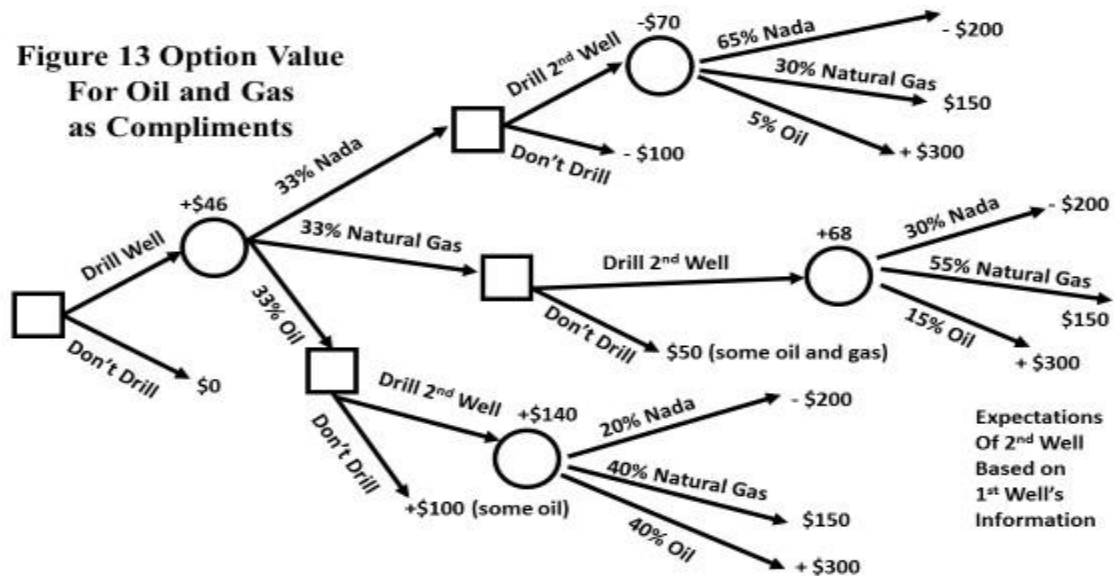 Figure 13 Option Value
For Oil and Gas
as Compliments
-$70
Drill 2nd Well
65% Nada
- $200
30% Natural Gas
$150
5% Oil
+ $300
Don't Drill
- $100
33% Nada
+$46
Drill Well
Don't Drill
$0
33% Natural Gas
Drill 2nd Well
+68
30% Nada
- $200
55% Natural Gas
$150
15% Oil
+ $300
Don't Drill
$50 (some oil and gas)
33% Oil
Drill 2nd Well
+$140
20% Nada
- $200
40% Natural Gas
$150
40% Oil
+ $300
Don't Drill
+$100 (some oil)
Expectations
Of 2nd Well
Based on
1st Well's
Information